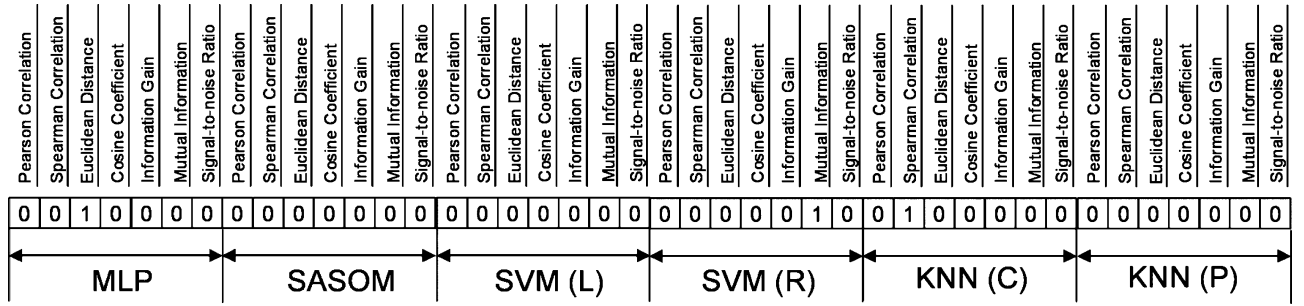 Pearson Correlation
Spearman Correlation
Euclidean Distance
Cosine Coefficient
Information Gain
Mutual Information
Signal-to-noise Ratio
Pearson Correlation
Spearman Correlation
Euclidean Distance
Cosine Coefficient
Information Gain
Mutual Information
Signal-to-noise Ratio
Pearson Correlation
Spearman Correlation
Euclidean Distance
Cosine Coefficient
Information Gain
Mutual Information
Signal-to-noise Ratio
Pearson Correlation
Spearman Correlation
Euclidean Distance
Cosine Coefficient
Information Gain
Mutual Information
Signal-to-noise Ratio
Pearson Correlation
Spearman Correlation
Euclidean Distance
Cosine Coefficient
Information Gain
Mutual Information
Signal-to-noise Ratio
Pearson Correlation
Spearman Correlation
Euclidean Distance
Cosine Coefficient
Information Gain
Mutual Information
Signal-to-noise Ratio
0 0 1 0 0 0 0 0 0 0 0 0 0 0 0 0 0 0 0 0 0 0 0 0 0 0 1 0 0 1 0 0 0 0 0 0 0 0 0 0 0 0
MLP SASOM SVM (L) SVM (R) KNN (C) KNN (P)